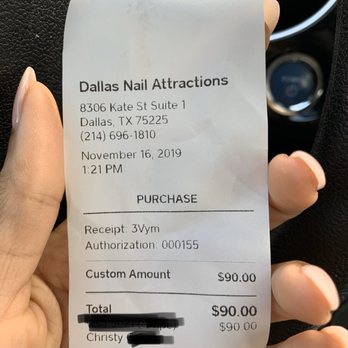 Dallas Nail Attractions
8306 Kate St Suite 1
Dallas, TX 75225
(214) 696-1810
November 16, 2019
1:21 PM
PURCHASE
Receipt: 3Vym
Authorization: 000155
Custom Amount $90.00
Total $90.00
$90.00
Christy